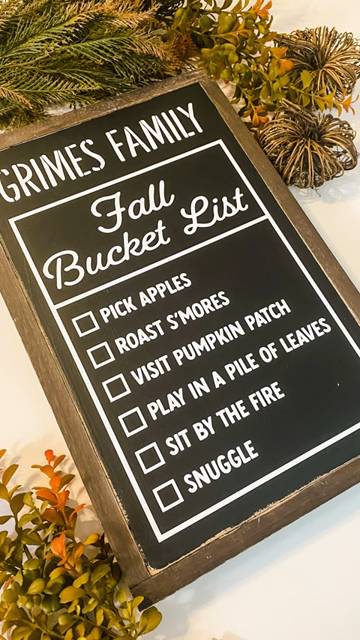 GRIMES FAMILY
Fall
Bucket List
PICK APPLES
ROAST S'MORES
VISIT PUMPKIN PATCH
PLAY IN A PILE OF LEAVES
SIT BY THE FIRE
SNUGGLE